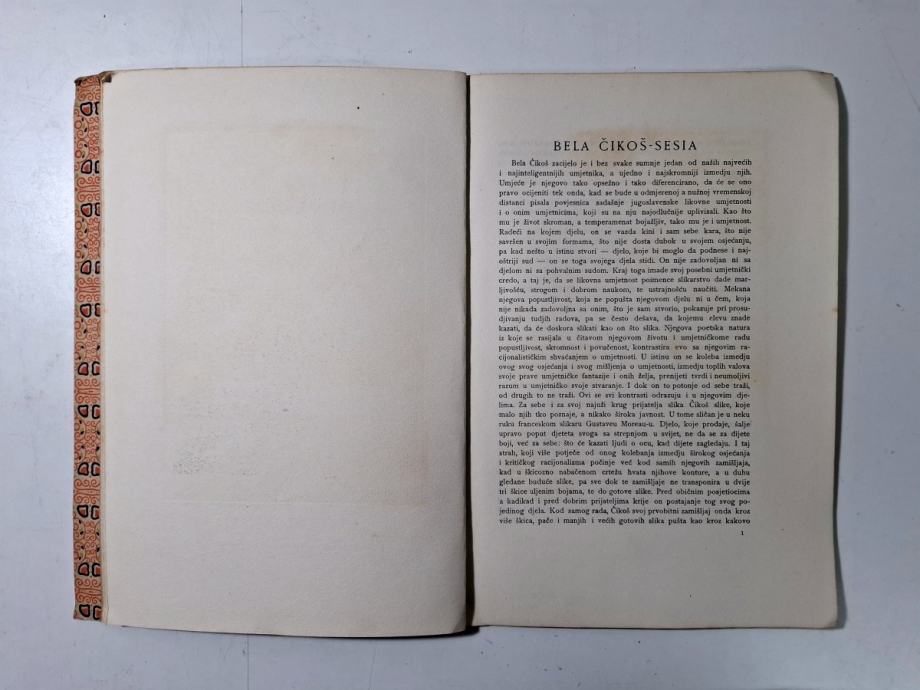 BELA ČIKOŠ-SESIA
Bela Čikoš zacijelo je i bez svake sumnje jedan od naših najvećih
i najinteligentnijih umjetnika, a ujedno i najskromniji izmedju njih.
Umjeće je njegovo tako opsežno i tako diferencirano, da će se ono
pravo ocijeniti tek onda, kad se bude u odmjerenoj a nužnoj vremenskoj
distanci pisala povjesnica sadašnje jugoslavenske likovne umjetnosti
i o onim umjetnicima, koji su na nju najodlučnije uplivisali. Kao što
mu je život skroman, a temperamenat bojažljiv, tako mu je i umjetnost.
Radeći na kojem djelu, on se vazda kini i sam sebe kara, što nije
savršen u svojim formama, što nije dosta dubok u svojem osjećanju,
pa kad nešto u istinu stvori — djelo, koje bi moglo da podnese i naj-
oštriji sud — on se toga svojega djela stidi. On nije zadovoljan ni sa
djelom ni sa pohvalnim sudom. Kraj toga imade svoj posebni umjetnički
credo, a taj je, da se likovna umjetnost poimence slikarstvo dade mar-
ljivošću, strogom i dobrom naukom, te ustrajnošću naučiti. Mekana
njegova popustljivost, koja ne popušta njegovom djelu ni u čem, koja
nije nikada zadovoljna sa onim, što je sam stvorio, pokazuje pri prosu-
djivanju tudjih radova, pa se često dešava, da kojemu elevu znade
kazati, da će doskora slikati kao on što slika. Njegova poetska natura
iz koje se rasijala u čitavom njegovom životu i umjetničkome radu
popustljivost, skromnost i povučenost, kontrastira evo sa njegovim ra-
cijonalističkim shvaćanjem o umjetnosti. U istinu on se koleba izmedju
ovog svog osjećanja i svog mišljenja o umjetnosti, izmedju toplih valova
svoje prave umjetničke fantazije i onih želja, prenijeti tvrdi i neumoljivi
razum u umjetničko svoje stvaranje. I dok on to potonje od sebe traži,
od drugih to ne traži. Ovi se svi kontrasti odrazuju i u njegovim dje-
lima. Za sebe i za svoj najuži krug prijatelja slika Čikoš slike, koje
malo njih tko poznaje, a nikako široka javnost. U tome sličan je u neku
ruku franceskom slikaru Gustaveu Moreau-u. Djelo, koje prodaje, šalje
upravo poput djeteta svoga sa strepnjom u svijet, ne da se za dijete
boji, već za sebe: što će kazati ljudi o ocu, kad dijete zagledaju. I taj
strah, koji više potječe od onog kolebanja izmedju širokog osjećanja
i kritičkog racijonalizma počinje već kod samih njegovih zamišljaja,
kad u škicozno nabačenom crtežu hvata njihove konture, a u duhu
gledane buduće slike, pa sve dok te zamišljaje ne transponira u dvije
tri škice uljenim bojama, te do gotove slike. Pred običnim posjetiocima
a kadikad i pred dobrim prijateljima krije on postajanje tog svog po-
jedinog djela. Kod samog rada, Čikoš svoj prvobitni zamišljaj onda kroz
više škica, pače i manjih i većih gotovih slika pušta kao kroz kakovo
1